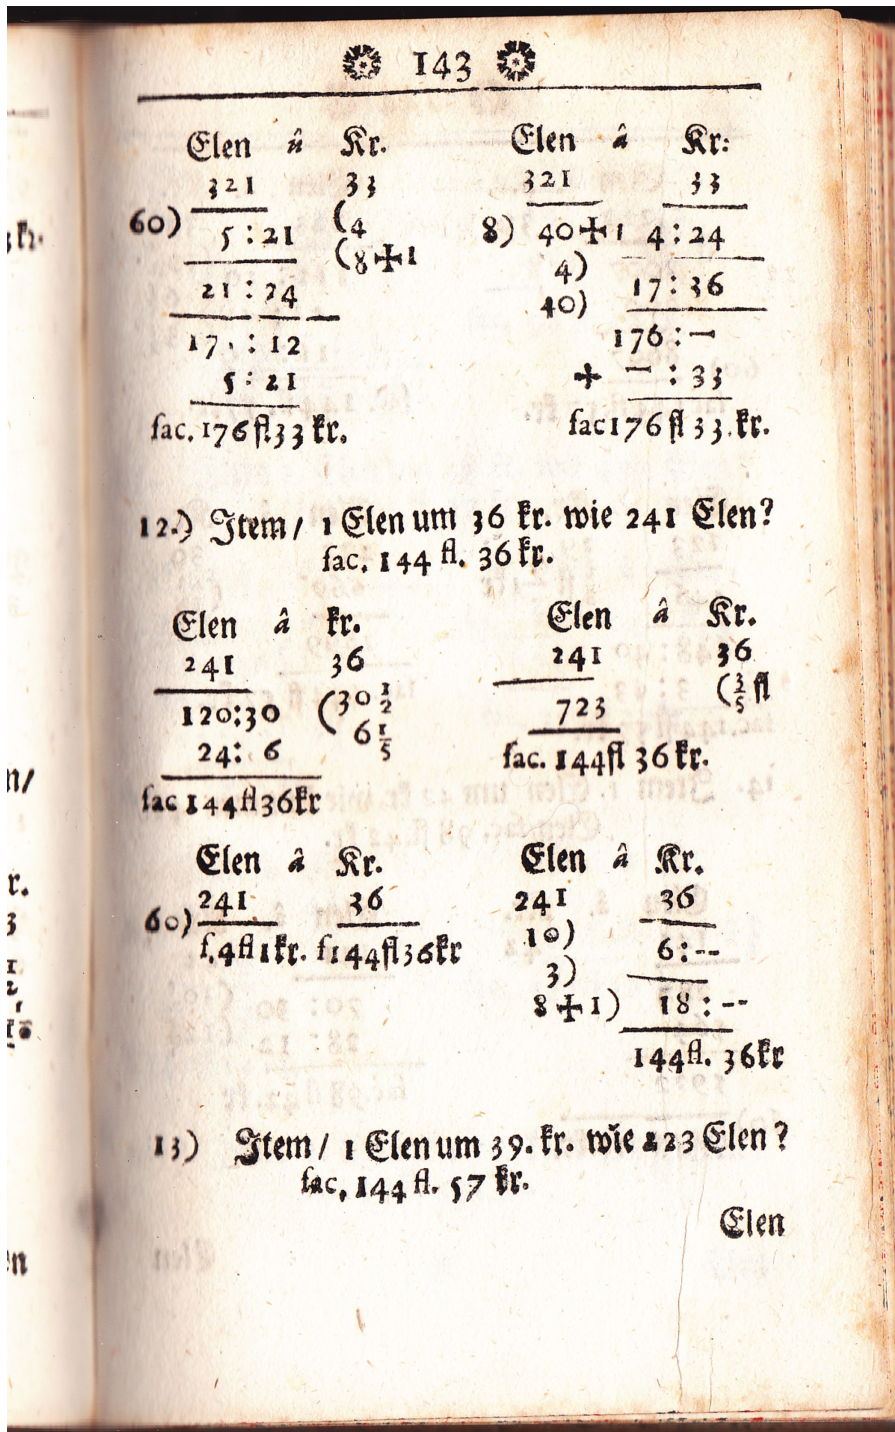 143
Elen â Kr.
321 33
60) 5:21 (4
(8+1
21:24
17.:12
5:21
fac. 176 fl. 33 kr.
Elen â Kr:
321 33
8) 40+1 4:24
4) 17:36
40)
176:—
+ —:33
fac 176 fl 33. kr.
12.) Item / 1 Elen um 36 kr. wie 241 Elen?
fac. 144 fl. 36 kr.
Elen â kr.
241 36
120:30 (30 1/2
24: 6 6 1/5
fac 144 fl 36 kr
Elen â Kr.
241 36
(3/5 fl
723
fac. 144 fl 36 kr.
Elen â Kr.
241 36
60) f. 4 fl 1 kr. f 144 fl 36 kr
Elen â Kr.
241 36
10) 6:--
3)
8+1) 18:--
144 fl. 36 kr
13) Item / 1 Elen um 39. kr. wie 223 Elen?
fac. 144 fl. 57 kr.
Elen